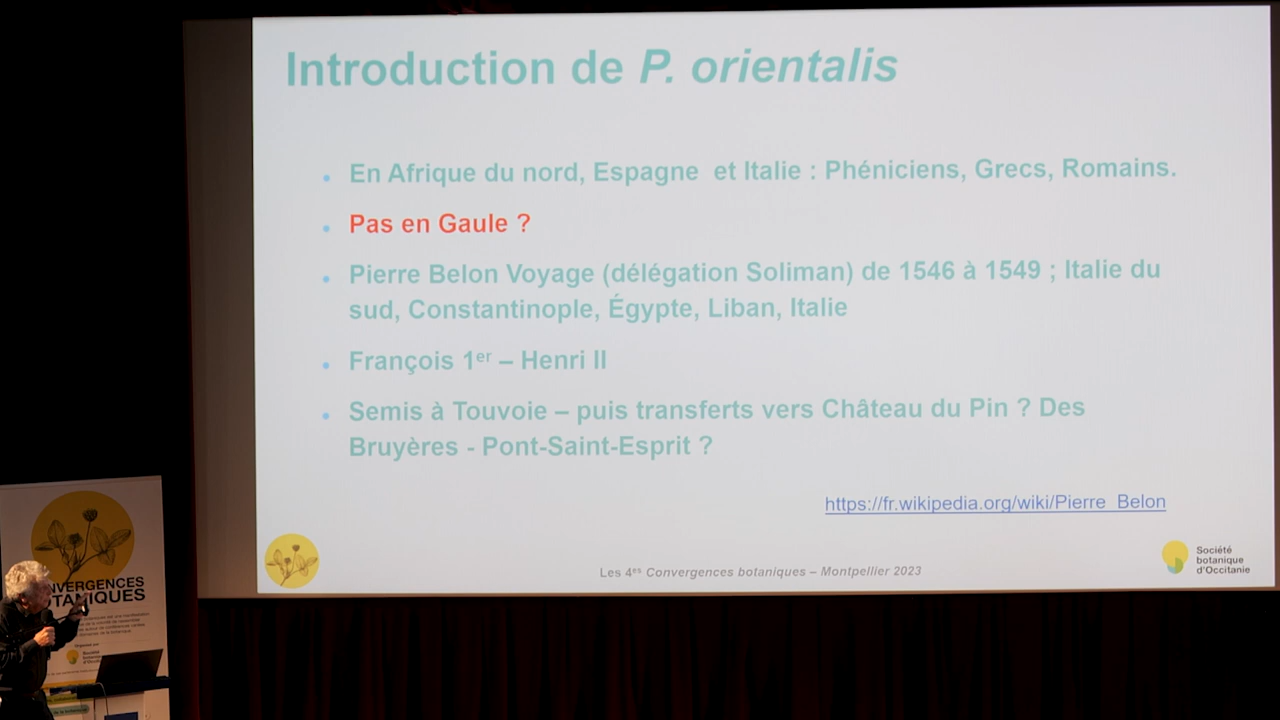 Introduction de P. orientalis
En Afrique du nord, Espagne et Italie : Phéniciens, Grecs, Romains.
Pas en Gaule ?
Pierre Belon Voyage (délégation Soliman) de 1546 à 1549 ; Italie du
sud, Constantinople, Égypte, Liban, Italie
François 1er – Henri II
Semis à Touvoie – puis transferts vers Château du Pin ? Des
Bruyères - Pont-Saint-Esprit ?
https://fr.wikipedia.org/wiki/Pierre_Belon
Les 4es Convergences botaniques – Montpellier 2023
Société
botanique
d'Occitanie
NVERGENCES
TANIQUES
Société